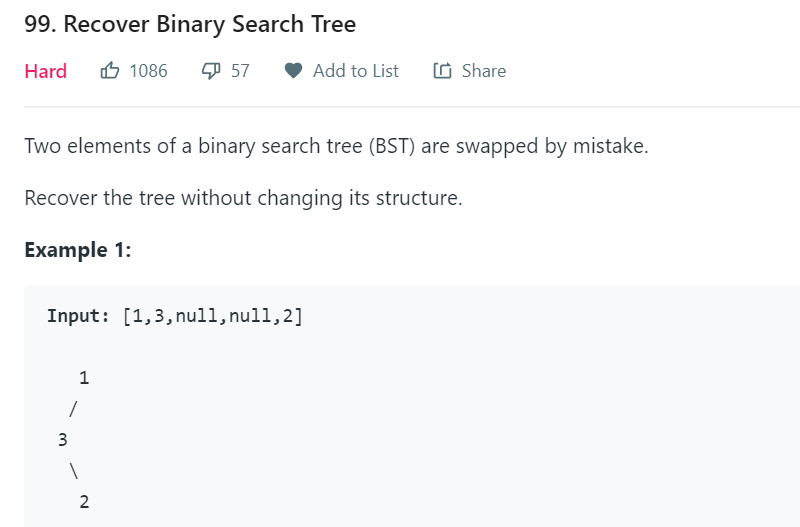 99. Recover Binary Search Tree
Hard 1086 57 Add to List Share
Two elements of a binary search tree (BST) are swapped by mistake.
Recover the tree without changing its structure.
Example 1:
Input: [1,3,null,null,2]
1
/
3
\
2